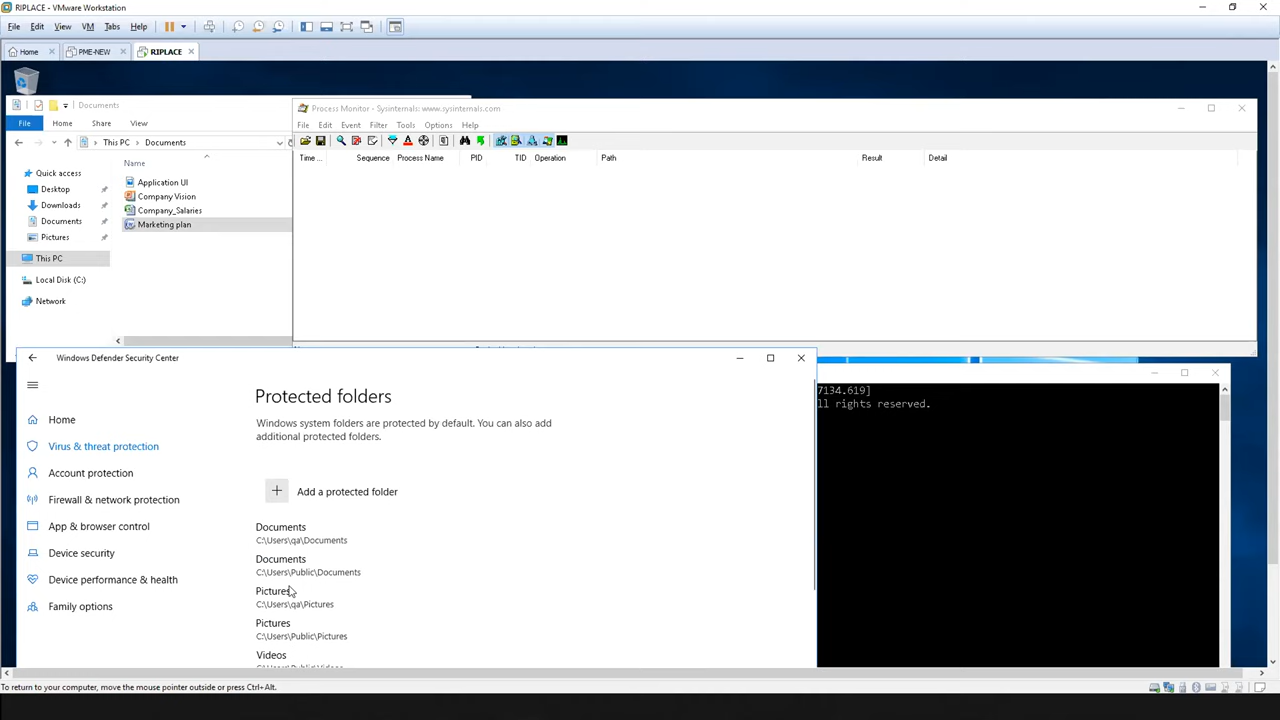 RIPLACE - VMware Workstation
File Edit View VM Tabs Help
Home PME-NEW RIPLACE
Documents
File Home Share View
This PC Documents
Name
Quick access
Desktop
Downloads
Documents
Pictures
This PC
Local Disk (C:)
Network
Application UI
Company Vision
Company_Salaries
Marketing plan
Process Monitor - Sysinternals: www.sysinternals.com
File Edit Event Filter Tools Options Help
Time ... Sequence Process Name PID TID Operation Path Result Detail
Windows Defender Security Center
Home
Virus & threat protection
Account protection
Firewall & network protection
App & browser control
Device security
Device performance & health
Family options
Protected folders
Windows system folders are protected by default. You can also add
additional protected folders.
Add a protected folder
Documents
C:\Users\qa\Documents
Documents
C:\Users\Public\Documents
Pictures
C:\Users\qa\Pictures
Pictures
C:\Users\Public\Pictures
Videos
C:\Users\Public\Videos
7134.619]
ll rights reserved.
To return to your computer, move the mouse pointer outside or press Ctrl+Alt.